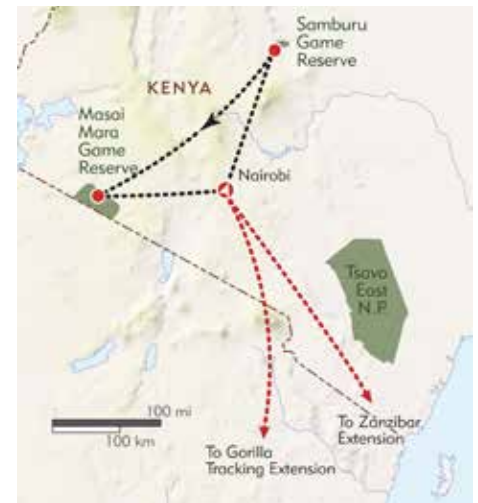 Samburu
Game
Reserve
KENYA
Masai
Mara
Game
Reserve
Nairobi
Tsavo
East
N.P.
100 mi
100 km
To Zanzibar
Extension
To Gorilla
Tracking Extension